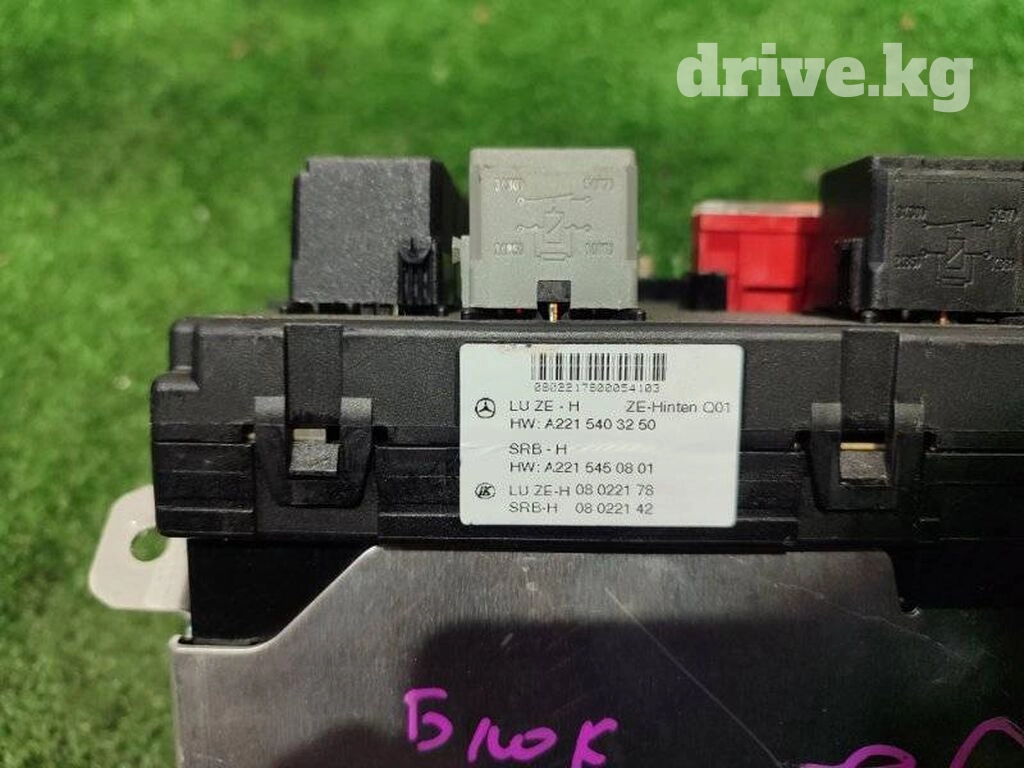 drive.kg
0802217800054103
LU ZE - H ZE-Hinten Q01
HW: A221 540 32 50
SRB - H
HW: A221 545 08 01
LU ZE-H 08 0221 78
SRB-H 08 0221 42
Блок